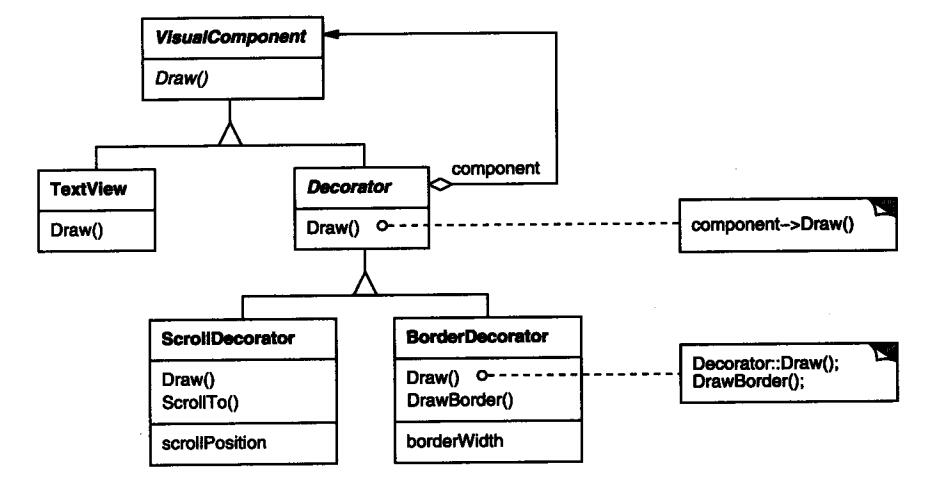 VisualComponent
Draw()
component
TextView
Draw()
Decorator
Draw()
component->Draw()
ScrollDecorator
Draw()
ScrollTo()
scrollPosition
BorderDecorator
Draw()
DrawBorder()
borderWidth
Decorator::Draw();
DrawBorder();